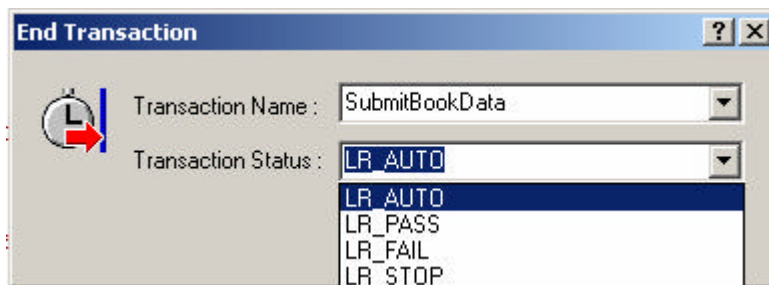 End Transaction
Transaction Name : SubmitBookData
Transaction Status : LR_AUTO
LR_AUTO
LR_PASS
LR_FAIL
LR_STOP